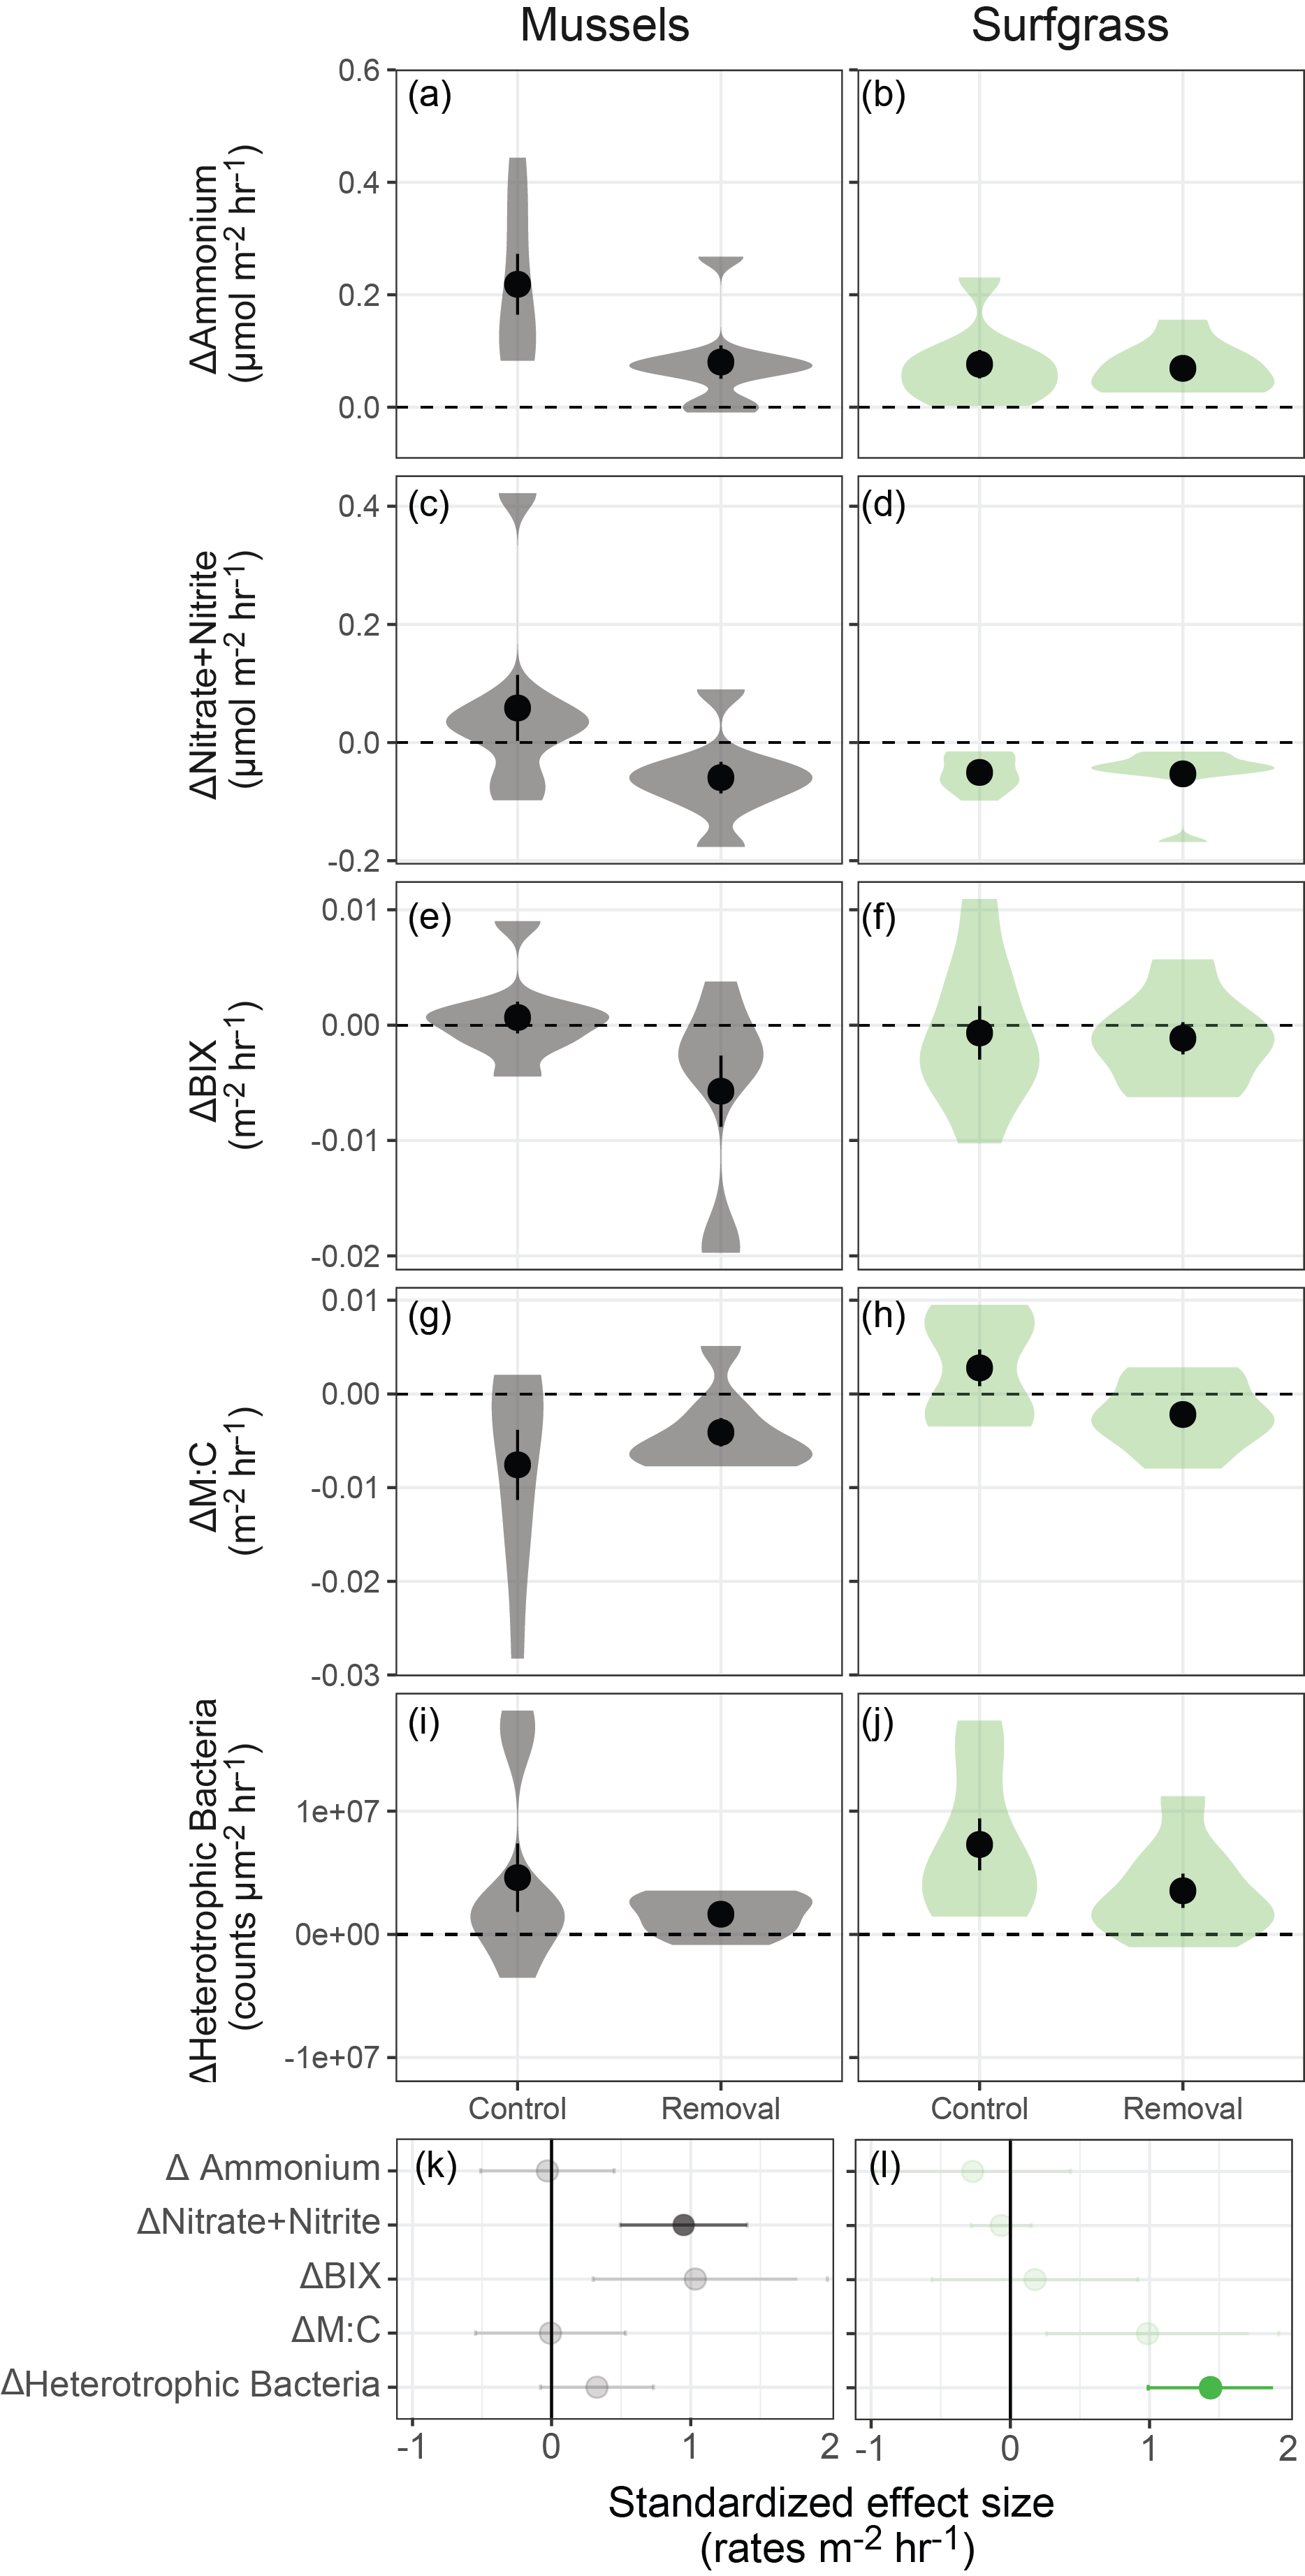 Mussels Surfgrass
(a) (b)
ΔAmmonium
(μmol m-2 hr-1)
0.6
0.4
0.2
0.0
(c) (d)
ΔNitrate+Nitrite
(μmol m-2 hr-1)
0.4
0.2
0.0
-0.2
(e) (f)
ΔBIX
(m-2 hr-1)
0.01
0.00
-0.01
-0.02
(g) (h)
ΔM:C
(m-2 hr-1)
0.01
0.00
-0.01
-0.02
-0.03
(i) (j)
ΔHeterotrophic Bacteria
(counts μm-2 hr-1)
1e+07
0e+00
-1e+07
Control Removal Control Removal
(k) (l)
Δ Ammonium
ΔNitrate+Nitrite
ΔBIX
ΔM:C
ΔHeterotrophic Bacteria
-1 0 1 2 -1 0 1 2
Standardized effect size
(rates m-2 hr-1)